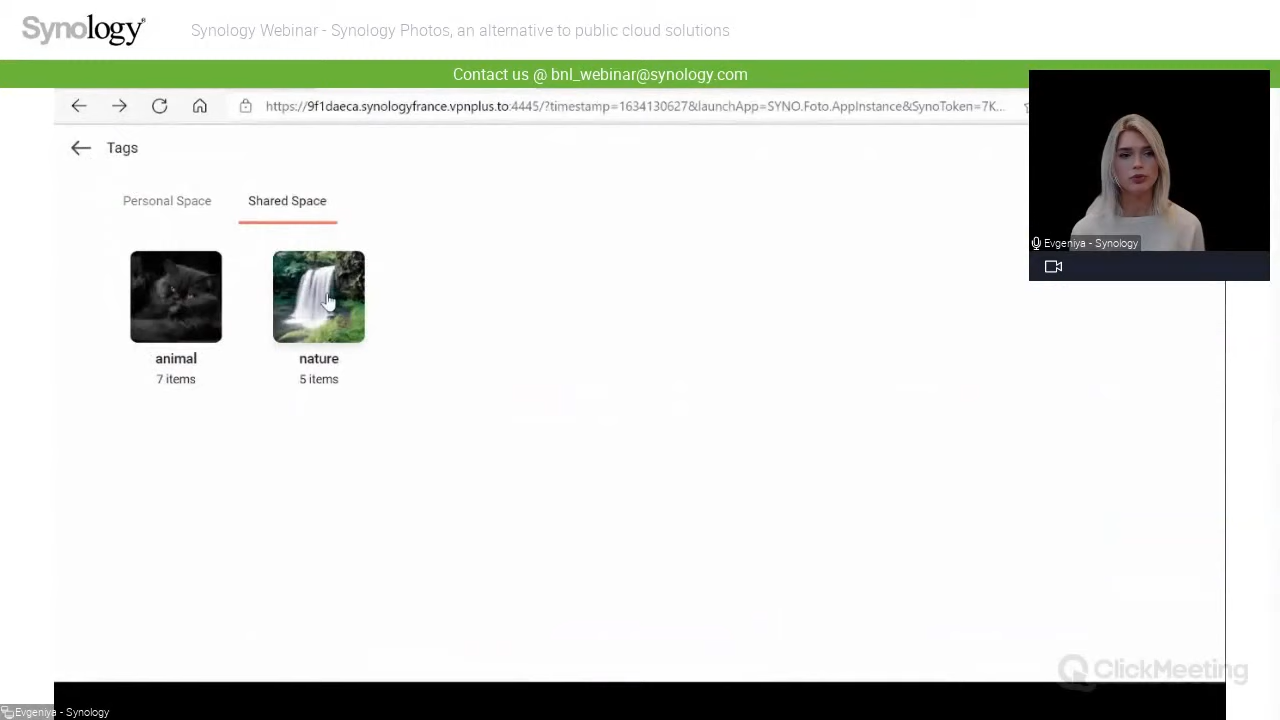 Synology®
Synology Webinar - Synology Photos, an alternative to public cloud solutions
Contact us @ bnl_webinar@synology.com
https://9f1daeca.synologyfrance.vpnplus.to:4445/?timestamp=1634130627&launchApp=SYNO.Foto.AppInstance&SynoToken=7K...
Tags
Personal Space
Shared Space
animal
7 items
nature
5 items
Evgeniya - Synology
ClickMeeting
Evgeniya - Synology